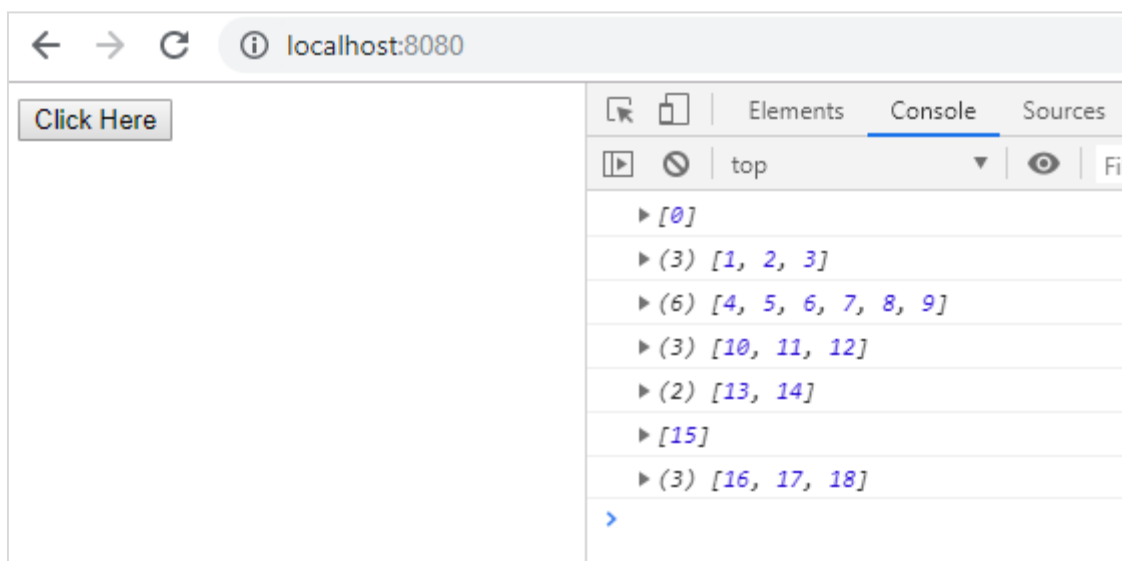 localhost:8080
Click Here
Elements Console Sources
top Fi
[0]
(3) [1, 2, 3]
(6) [4, 5, 6, 7, 8, 9]
(3) [10, 11, 12]
(2) [13, 14]
[15]
(3) [16, 17, 18]